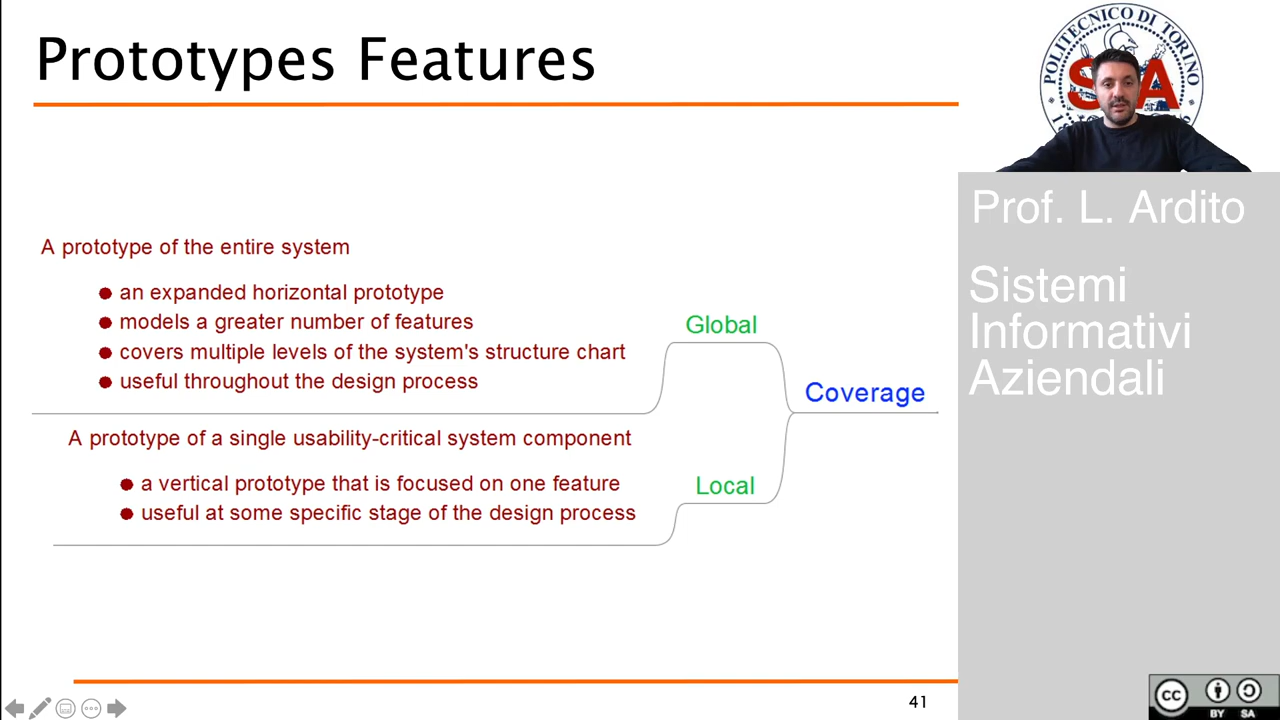 Prototypes Features
POLITECNICO DI TORINO
Prof. L. Ardito
Sistemi
Informativi
Aziendali
A prototype of the entire system
an expanded horizontal prototype
models a greater number of features
covers multiple levels of the system's structure chart
useful throughout the design process
Global
Coverage
A prototype of a single usability-critical system component
a vertical prototype that is focused on one feature
useful at some specific stage of the design process
Local
41
CC
BY SA